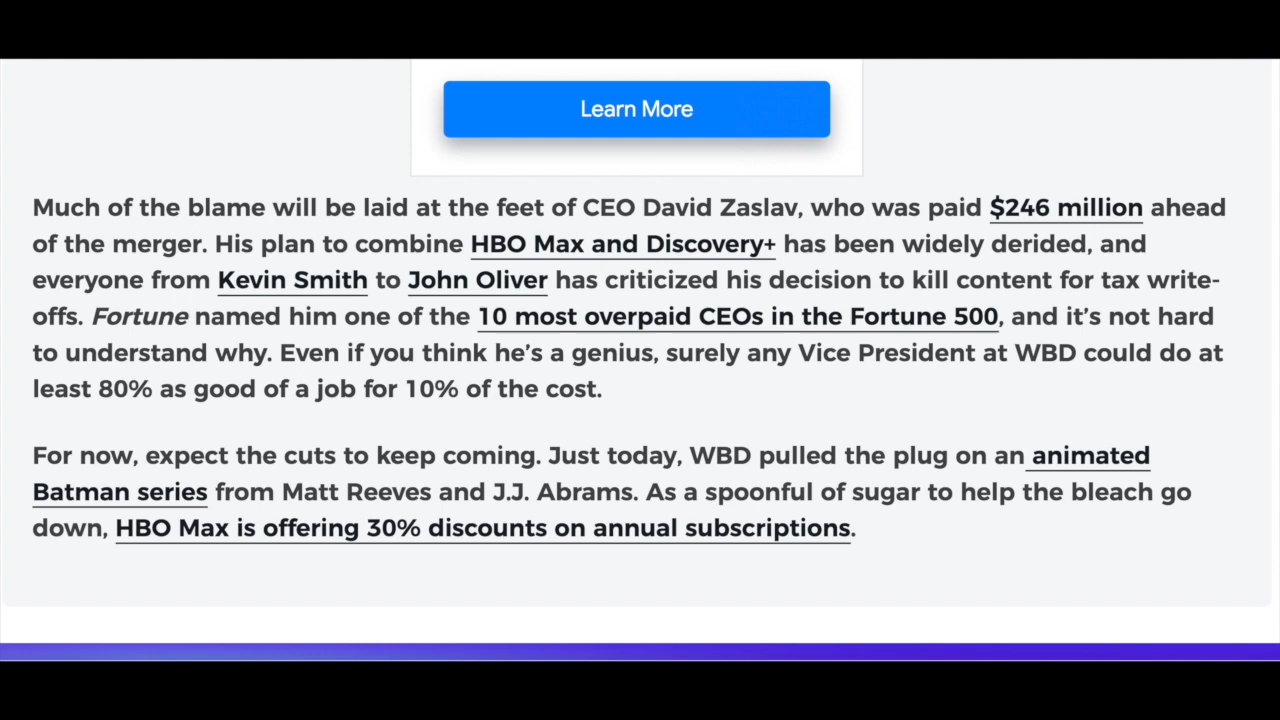 Learn More
Much of the blame will be laid at the feet of CEO David Zaslav, who was paid $246 million ahead
of the merger. His plan to combine HBO Max and Discovery+ has been widely derided, and
everyone from Kevin Smith to John Oliver has criticized his decision to kill content for tax write-
offs. Fortune named him one of the 10 most overpaid CEOs in the Fortune 500, and it’s not hard
to understand why. Even if you think he’s a genius, surely any Vice President at WBD could do at
least 80% as good of a job for 10% of the cost.
For now, expect the cuts to keep coming. Just today, WBD pulled the plug on an animated
Batman series from Matt Reeves and J.J. Abrams. As a spoonful of sugar to help the bleach go
down, HBO Max is offering 30% discounts on annual subscriptions.